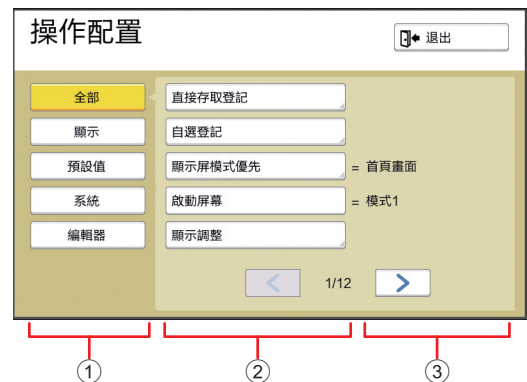 操作配置
退出
全部
直接存取登記
顯示
自選登記
預設值
顯示屏模式優先 = 首頁畫面
系統
啟動屏幕 = 模式1
編輯器
顯示調整
1/12
① ② ③